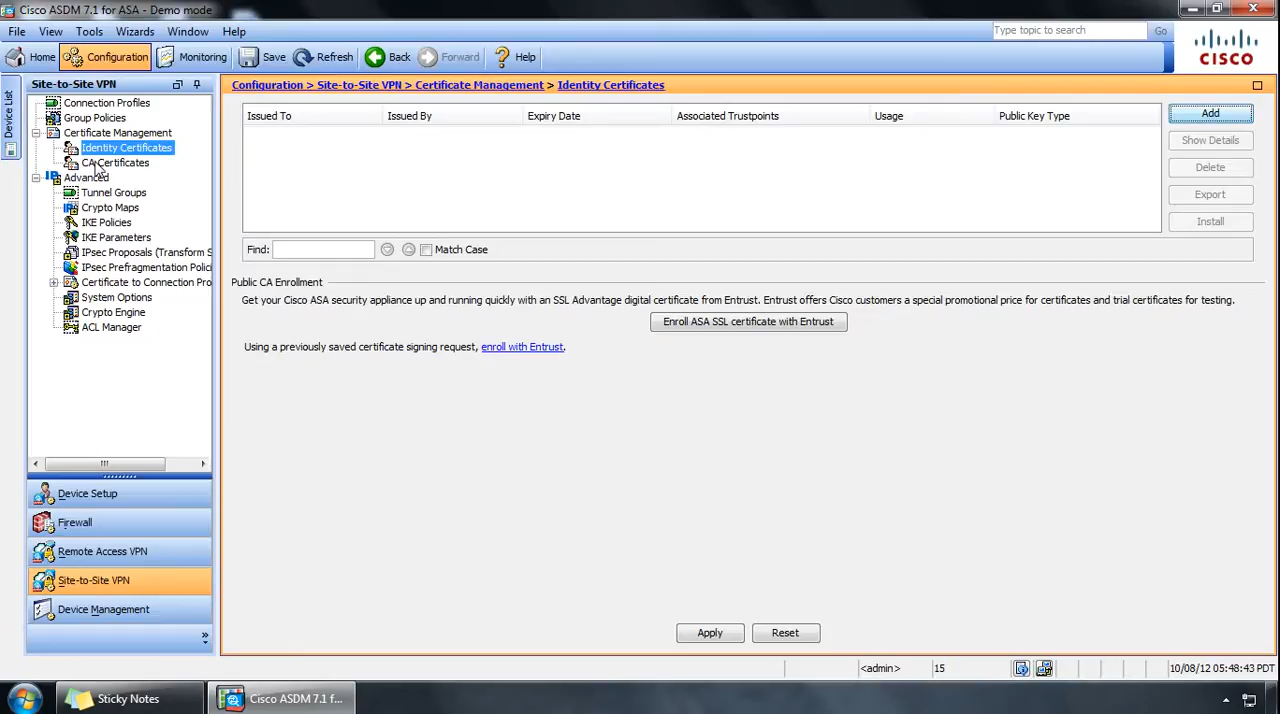 Cisco ASDM 7.1 for ASA - Demo mode
File View Tools Wizards Window Help
Type topic to search Go
Home Configuration Monitoring Save Refresh Back Forward Help
CISCO
Device List
Site-to-Site VPN
Connection Profiles
Group Policies
Certificate Management
Identity Certificates
CA Certificates
Advanced
Tunnel Groups
Crypto Maps
IKE Policies
IKE Parameters
IPsec Proposals (Transform S
IPsec Prefragmentation Polici
Certificate to Connection Pro
System Options
Crypto Engine
ACL Manager
Device Setup
Firewall
Remote Access VPN
Site-to-Site VPN
Device Management
Configuration > Site-to-Site VPN > Certificate Management > Identity Certificates
Issued To Issued By Expiry Date Associated Trustpoints Usage Public Key Type
Add
Show Details
Delete
Export
Install
Find: Match Case
Public CA Enrollment
Get your Cisco ASA security appliance up and running quickly with an SSL Advantage digital certificate from Entrust. Entrust offers Cisco customers a special promotional price for certificates and trial certificates for testing.
Enroll ASA SSL certificate with Entrust
Using a previously saved certificate signing request, enroll with Entrust.
Apply Reset
<admin> 15 10/08/12 05:48:43 PDT
Sticky Notes Cisco ASDM 7.1 f...